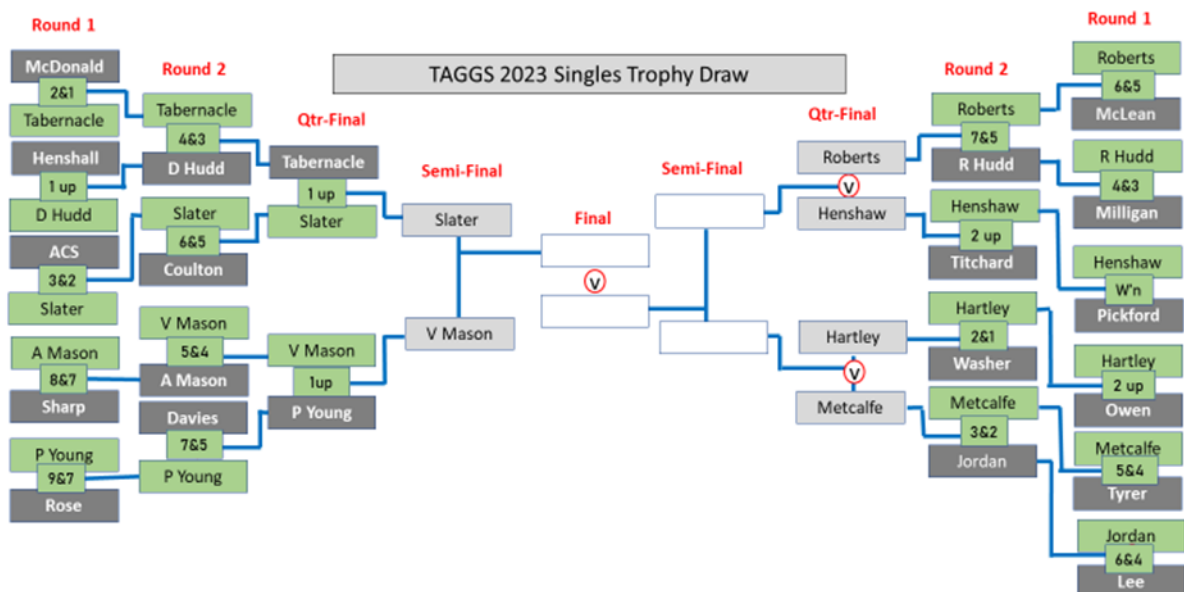 TAGGS 2023 Singles Trophy Draw
Round 1
McDonald
2&1
Tabernacle
Henshall
1 up
D Hudd
ACS
3&2
Slater
A Mason
8&7
Sharp
P Young
9&7
Rose
Round 2
Tabernacle
4&3
D Hudd
Slater
6&5
Coulton
V Mason
5&4
A Mason
Davies
7&5
P Young
Qtr-Final
Tabernacle
1 up
Slater
V Mason
1up
P Young
Semi-Final
Slater
V Mason
Final
V
Semi-Final
Qtr-Final
Roberts
V
Henshaw
Hartley
V
Metcalfe
Round 2
Roberts
7&5
R Hudd
Henshaw
2 up
Titchard
Hartley
2&1
Washer
Metcalfe
3&2
Jordan
Round 1
Roberts
6&5
McLean
R Hudd
4&3
Milligan
Henshaw
W'n
Pickford
Hartley
2 up
Owen
Metcalfe
5&4
Tyrer
Jordan
6&4
Lee